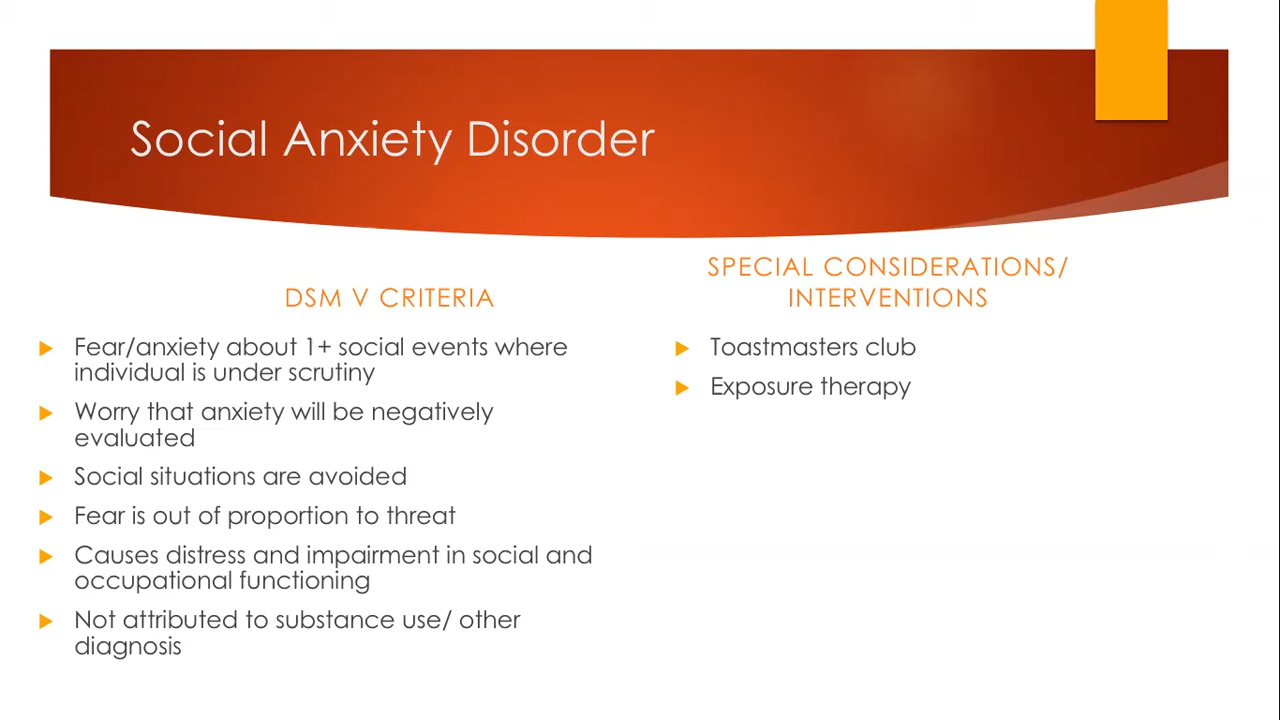 Social Anxiety Disorder
DSM V CRITERIA
Fear/anxiety about 1+ social events where
individual is under scrutiny
Worry that anxiety will be negatively
evaluated
Social situations are avoided
Fear is out of proportion to threat
Causes distress and impairment in social and
occupational functioning
Not attributed to substance use/ other
diagnosis
SPECIAL CONSIDERATIONS/
INTERVENTIONS
Toastmasters club
Exposure therapy